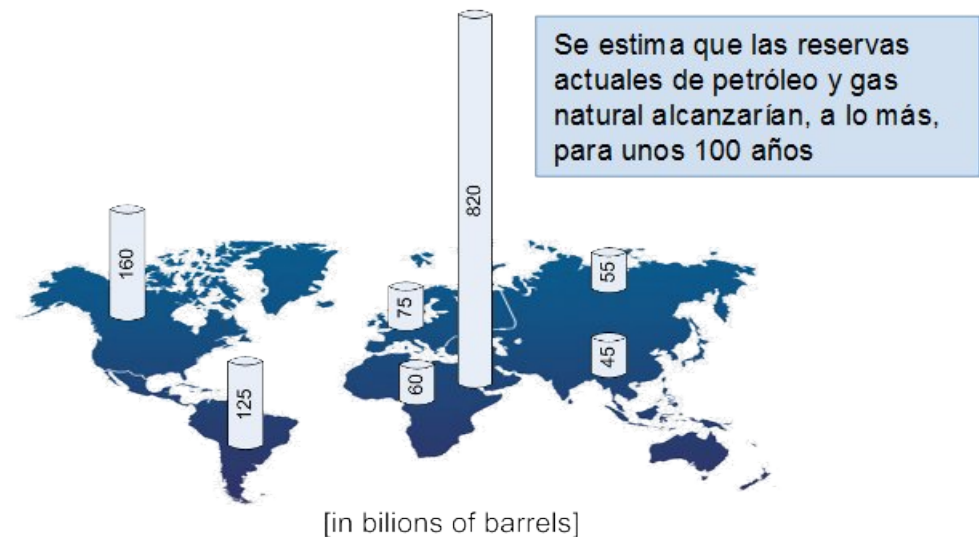 Se estima que las reservas
actuales de petróleo y gas
natural alcanzarían, a lo más,
para unos 100 años
820
160
55
75
45
60
125
[in bilions of barrels]